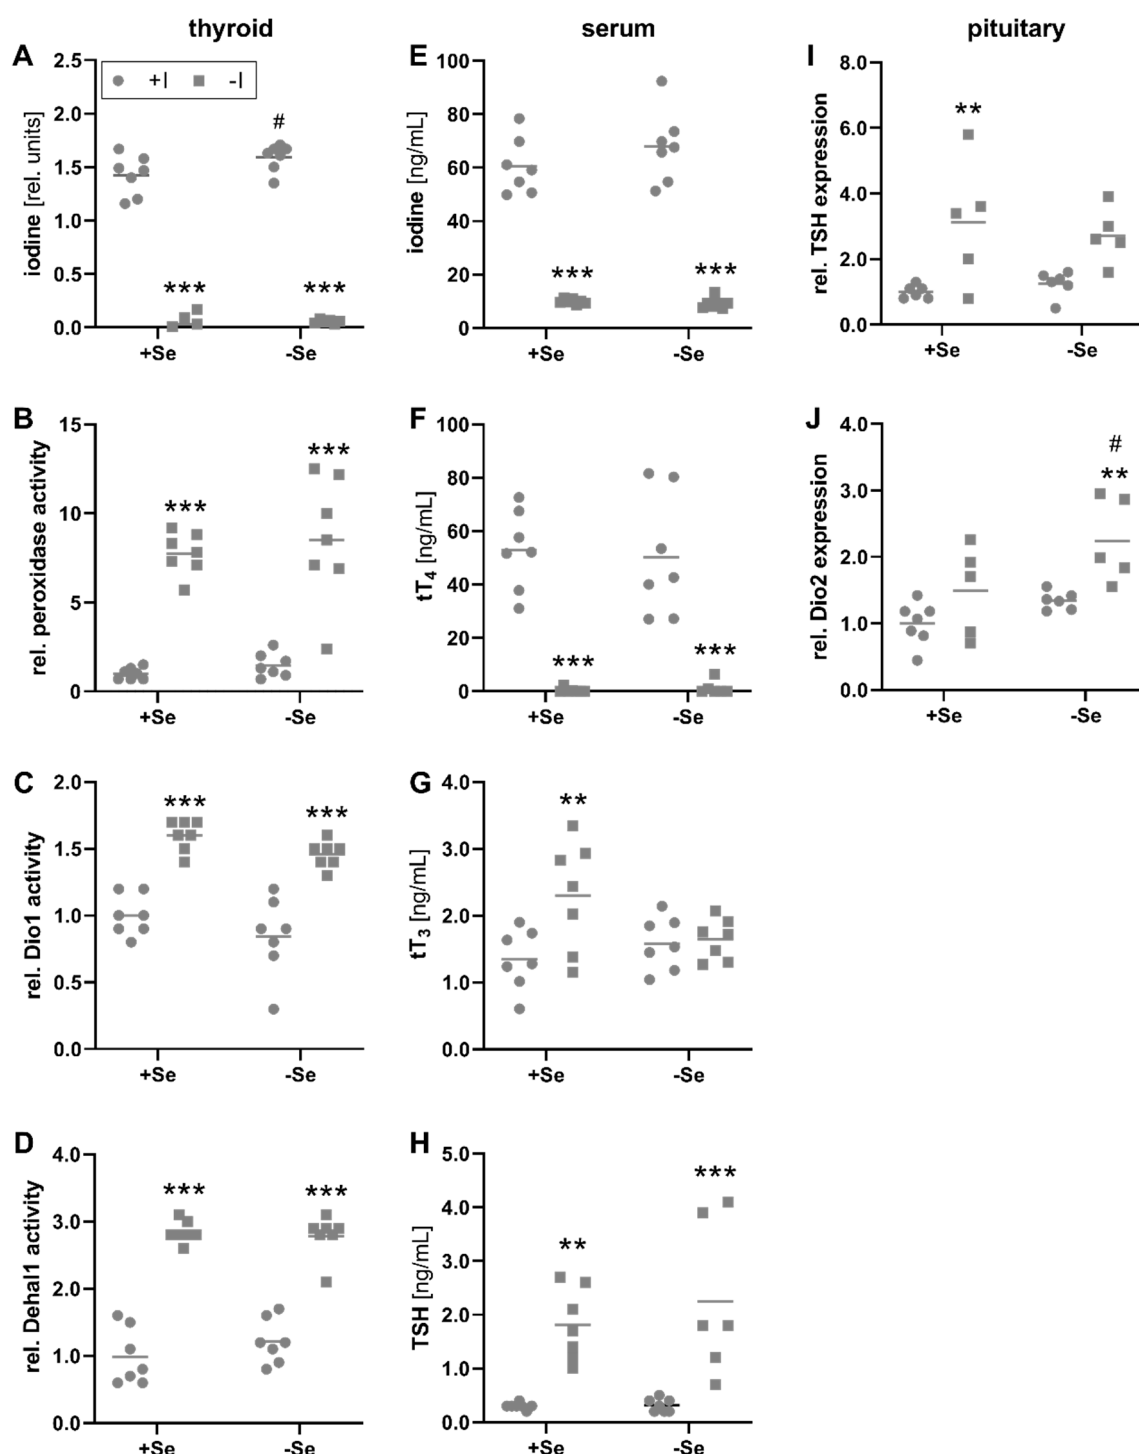 thyroid
serum
pituitary
A
iodine [rel. units]
2.5
2.0
1.5
1.0
0.5
0.0
+I
-I
#
***
***
+Se
-Se
E
iodine [ng/mL]
100
80
60
40
20
0
***
***
+Se
-Se
I
rel. TSH expression
8.0
6.0
4.0
2.0
0.0
**
+Se
-Se
B
rel. peroxidase activity
15
10
5
0
***
***
+Se
-Se
F
tT4 [ng/mL]
100
80
60
40
20
0
***
***
+Se
-Se
J
rel. Dio2 expression
4.0
3.0
2.0
1.0
0.0
#
**
+Se
-Se
C
rel. Dio1 activity
2.0
1.5
1.0
0.5
0.0
***
***
+Se
-Se
G
tT3 [ng/mL]
4.0
3.0
2.0
1.0
0.0
**
+Se
-Se
D
rel. Dehal1 activity
4.0
3.0
2.0
1.0
0.0
***
***
+Se
-Se
H
TSH [ng/mL]
5.0
4.0
3.0
2.0
1.0
0.0
**
***
+Se
-Se